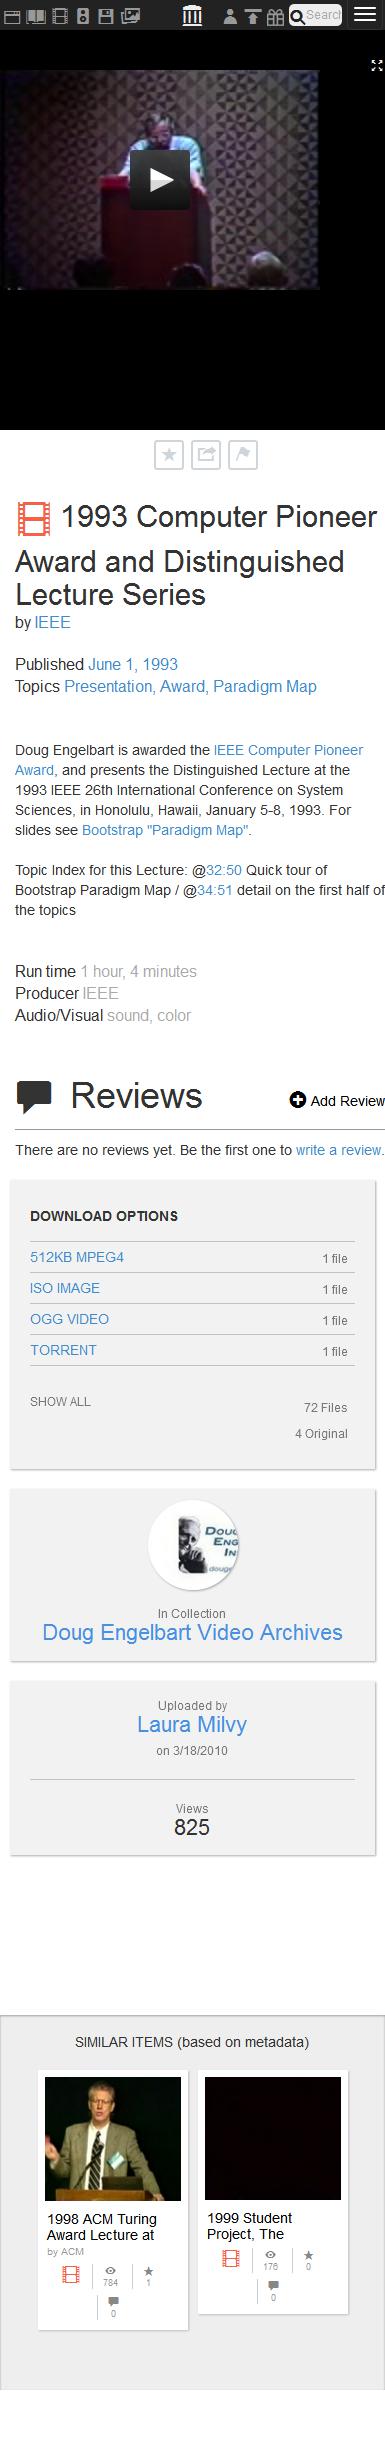 Search
1993 Computer Pioneer
Award and Distinguished
Lecture Series
by IEEE
Published June 1, 1993
Topics Presentation, Award, Paradigm Map
Doug Engelbart is awarded the IEEE Computer Pioneer
Award, and presents the Distinguished Lecture at the
1993 IEEE 26th International Conference on System
Sciences, in Honolulu, Hawaii, January 5-8, 1993. For
slides see Bootstrap "Paradigm Map".
Topic Index for this Lecture: @32:50 Quick tour of
Bootstrap Paradigm Map / @34:51 detail on the first half of
the topics
Run time 1 hour, 4 minutes
Producer IEEE
Audio/Visual sound, color
Reviews
Add Review
There are no reviews yet. Be the first one to write a review.
DOWNLOAD OPTIONS
512KB MPEG4 1 file
ISO IMAGE 1 file
OGG VIDEO 1 file
TORRENT 1 file
SHOW ALL 72 Files
4 Original
In Collection
Doug Engelbart Video Archives
Uploaded by
Laura Milvy
on 3/18/2010
Views
825
SIMILAR ITEMS (based on metadata)
1998 ACM Turing
Award Lecture at
by ACM
784 1
0
1999 Student
Project, The
176 0
0